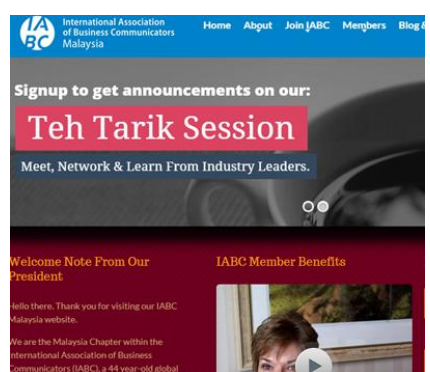 IABC
International Association
of Business Communicators
Malaysia
Home About Join IABC Members Blog &
Signup to get announcements on our:
Teh Tarik Session
Meet, Network & Learn From Industry Leaders.
Welcome Note From Our
President
Hello there. Thank you for visiting our IABC
Malaysia website.
We are the Malaysia Chapter within the
International Association of Business
Communicators (IABC), a 44 year-old global
IABC Member Benefits